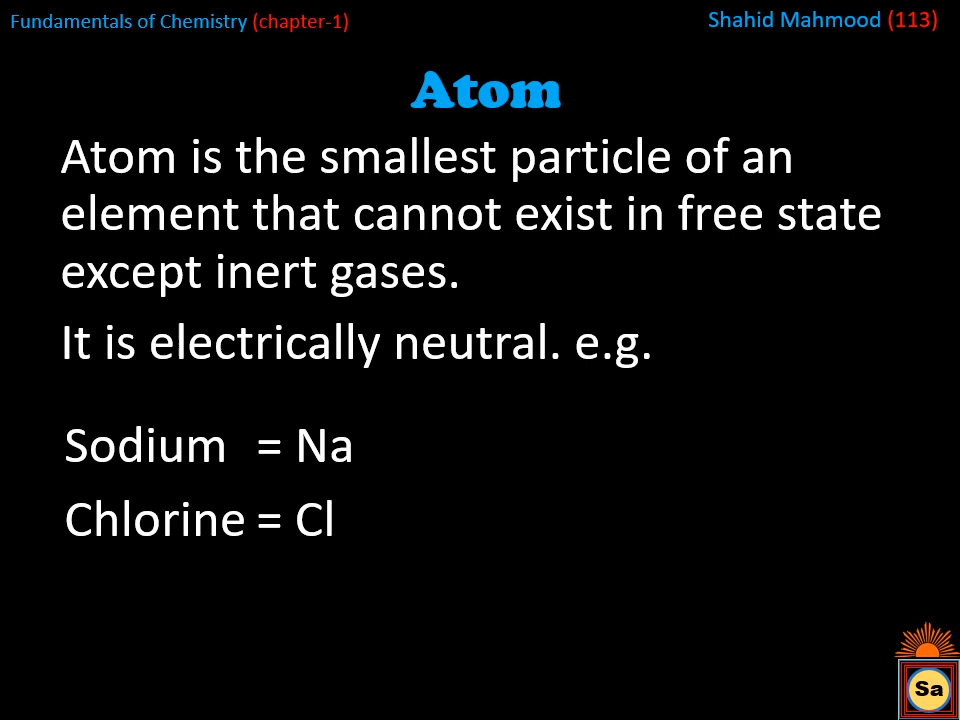 Fundamentals of Chemistry (chapter-1)
Shahid Mahmood (113)
Atom
Atom is the smallest particle of an
element that cannot exist in free state
except inert gases.
It is electrically neutral. e.g.
Sodium = Na
Chlorine = Cl
Sa